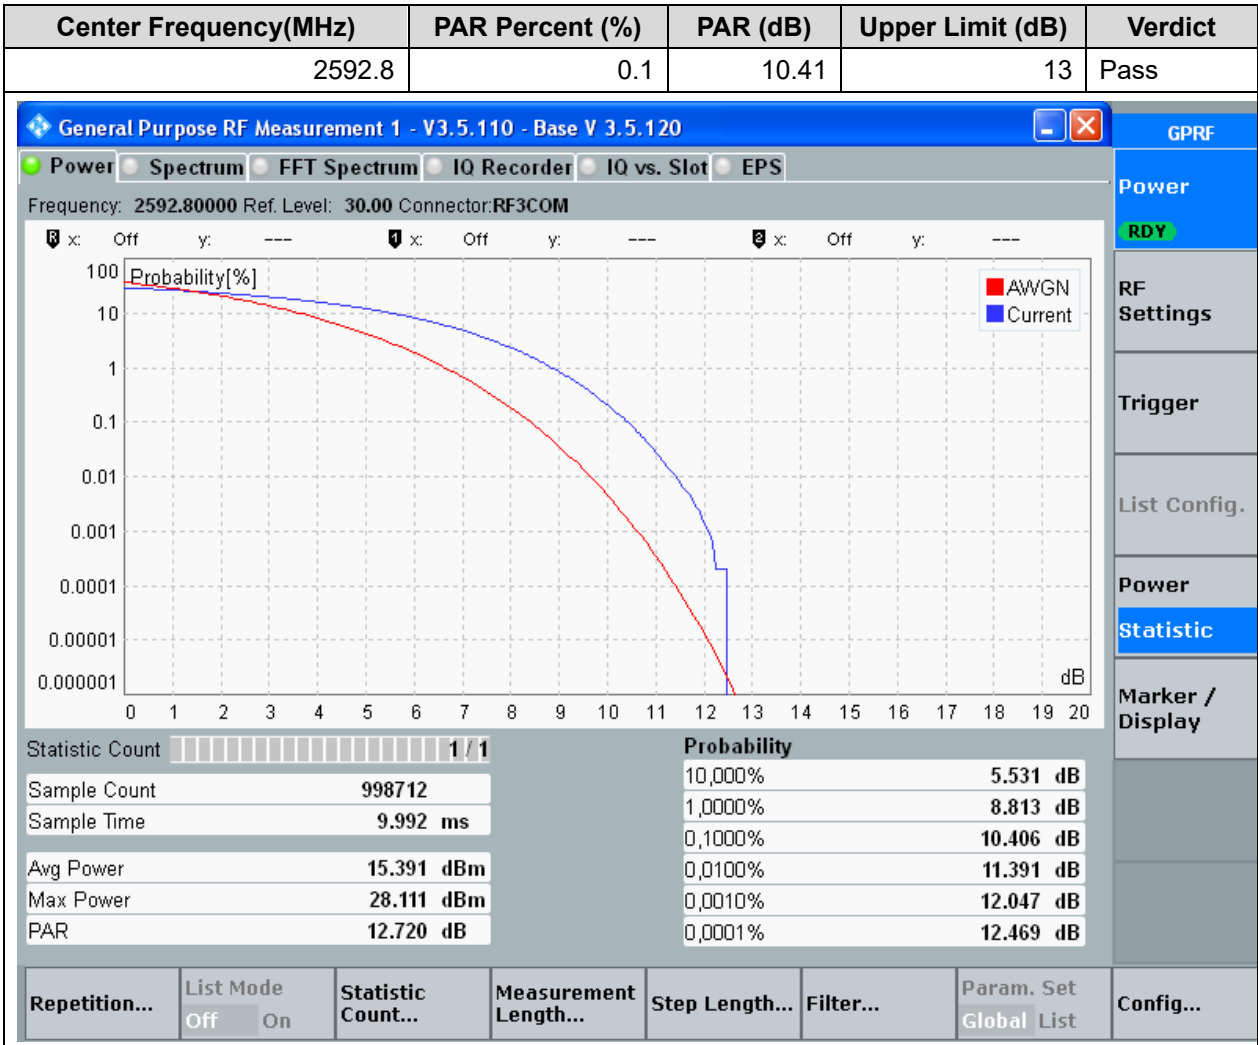 Center Frequency(MHz) PAR Percent (%) PAR (dB) Upper Limit (dB) Verdict
2592.8 0.1 10.41 13 Pass
General Purpose RF Measurement 1 - V3.5.110 - Base V 3.5.120
GPRF
Power Spectrum FFT Spectrum IQ Recorder IQ vs. Slot EPS
Frequency: 2592.80000 Ref. Level: 30.00 Connector:RF3COM
R x: Off y: --- 1 x: Off y: --- 2 x: Off y: ---
Probability[%]
AWGN
Current
100
10
1
0.1
0.01
0.001
0.0001
0.00001
0.000001
dB
0 1 2 3 4 5 6 7 8 9 10 11 12 13 14 15 16 17 18 19 20
Statistic Count 1 / 1
Sample Count 998712
Sample Time 9.992 ms
Avg Power 15.391 dBm
Max Power 28.111 dBm
PAR 12.720 dB
Probability
10,000% 5.531 dB
1,0000% 8.813 dB
0,1000% 10.406 dB
0,0100% 11.391 dB
0,0010% 12.047 dB
0,0001% 12.469 dB
Power
RDY
RF
Settings
Trigger
List Config.
Power
Statistic
Marker /
Display
Repetition...
List Mode
Off On
Statistic
Count...
Measurement
Length...
Step Length...
Filter...
Param. Set
Global List
Config...